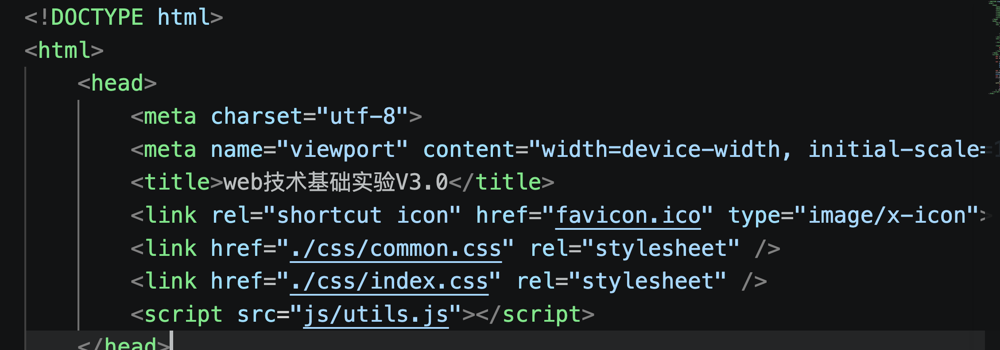 <!DOCTYPE html>
<html>
<head>
<meta charset="utf-8">
<meta name="viewport" content="width=device-width, initial-scale=1
<title>web技术基础实验V3.0</title>
<link rel="shortcut icon" href="favicon.ico" type="image/x-icon">
<link href="./css/common.css" rel="stylesheet" />
<link href="./css/index.css" rel="stylesheet" />
<script src="js/utils.js"></script>
</head>